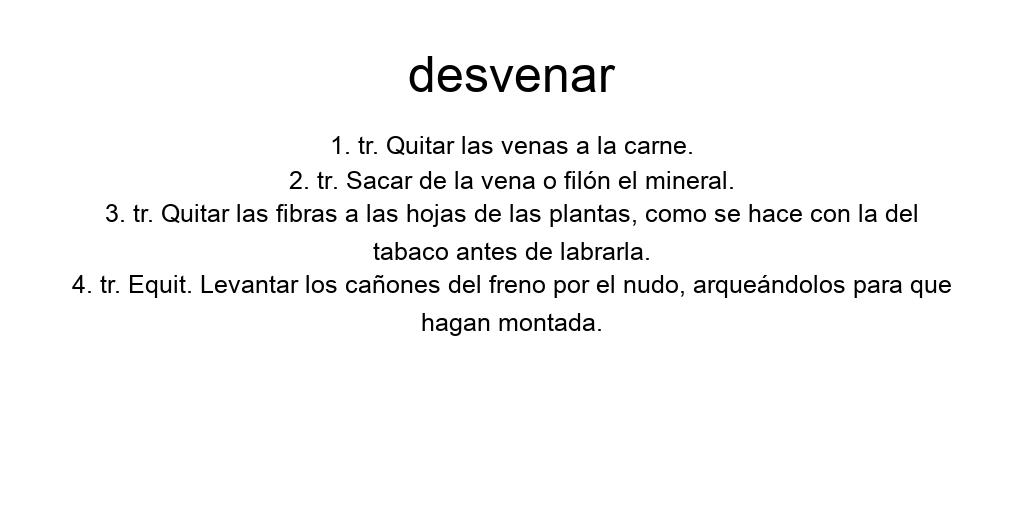 desvenar
1. tr. Quitar las venas a la carne.
2. tr. Sacar de la vena o filón el mineral.
3. tr. Quitar las fibras a las hojas de las plantas, como se hace con la del
tabaco antes de labrarla.
4. tr. Equit. Levantar los cañones del freno por el nudo, arqueándolos para que
hagan montada.